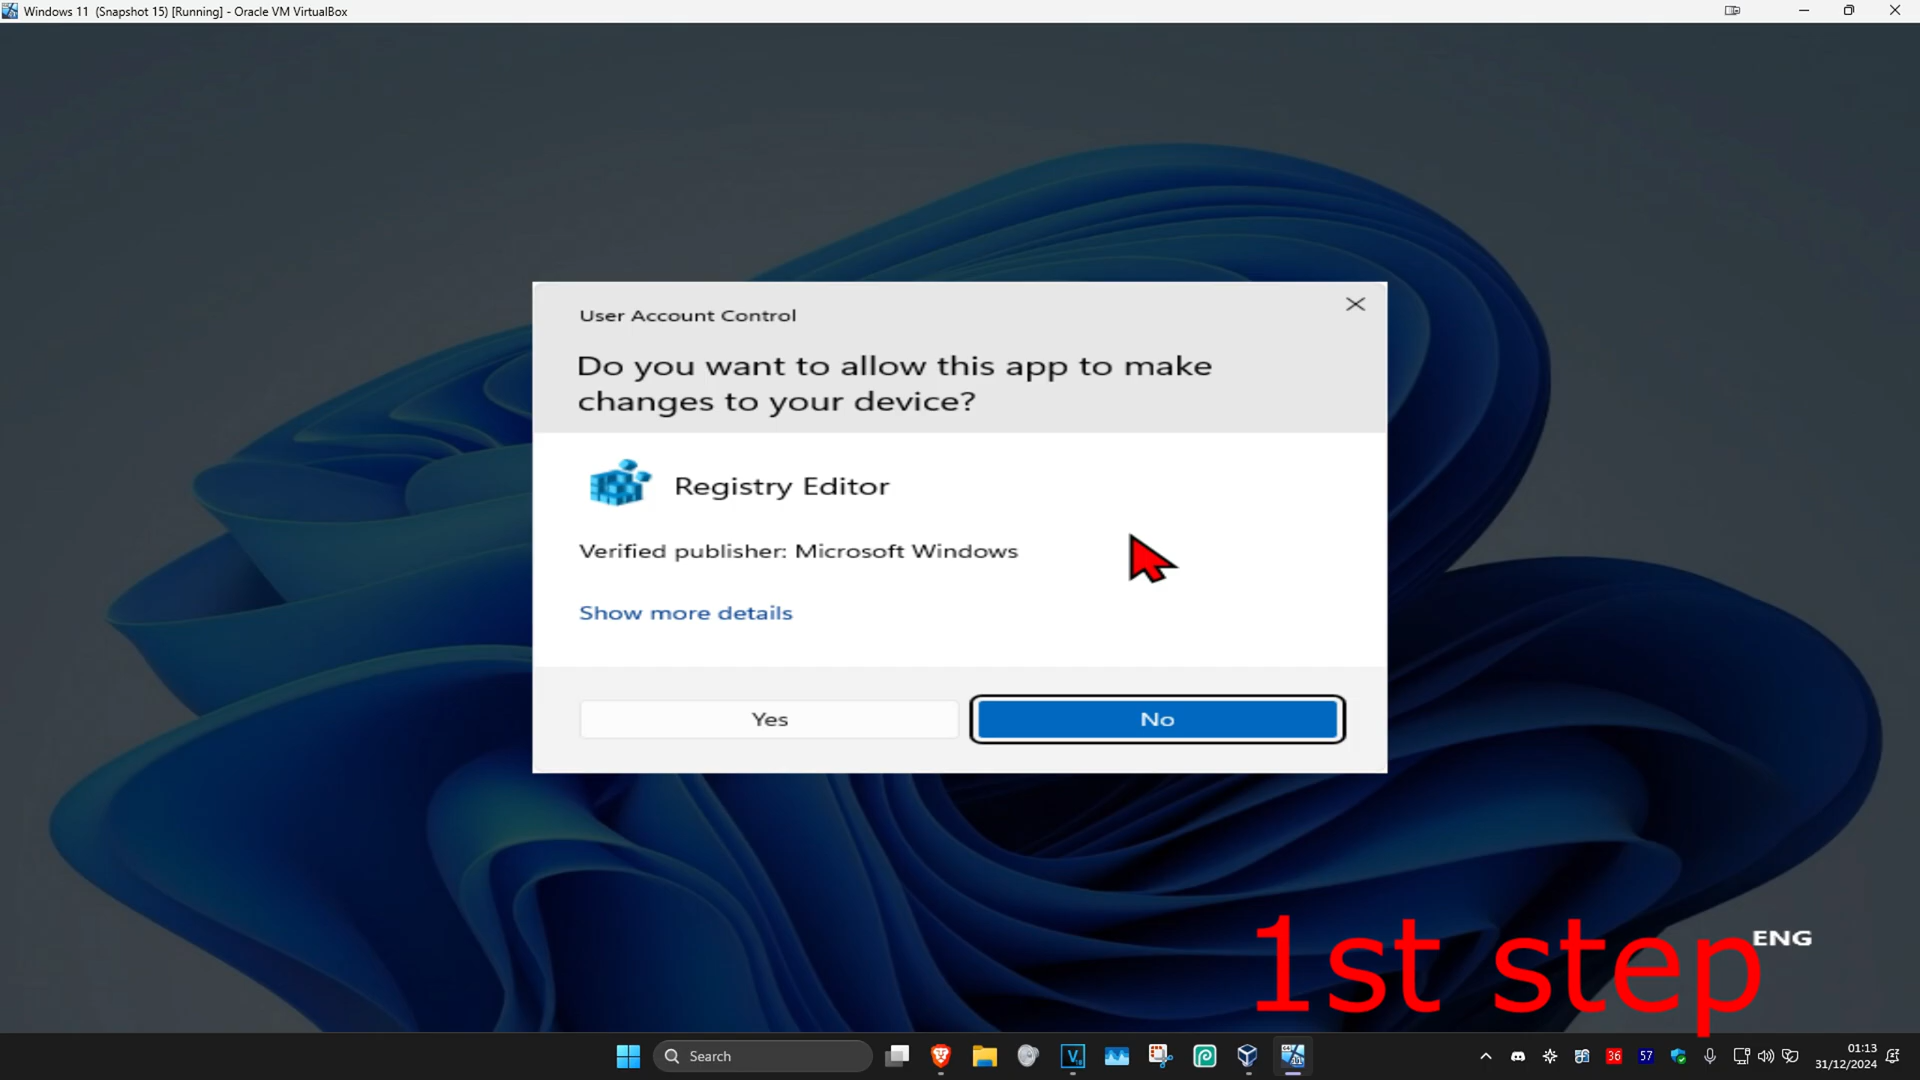 Windows 11 (Snapshot 15) [Running] - Oracle VM VirtualBox
User Account Control
Do you want to allow this app to make
changes to your device?
Registry Editor
Verified publisher: Microsoft Windows
Show more details
Yes
No
ENG
1st step
Search
36
57
01:13
31/12/2024